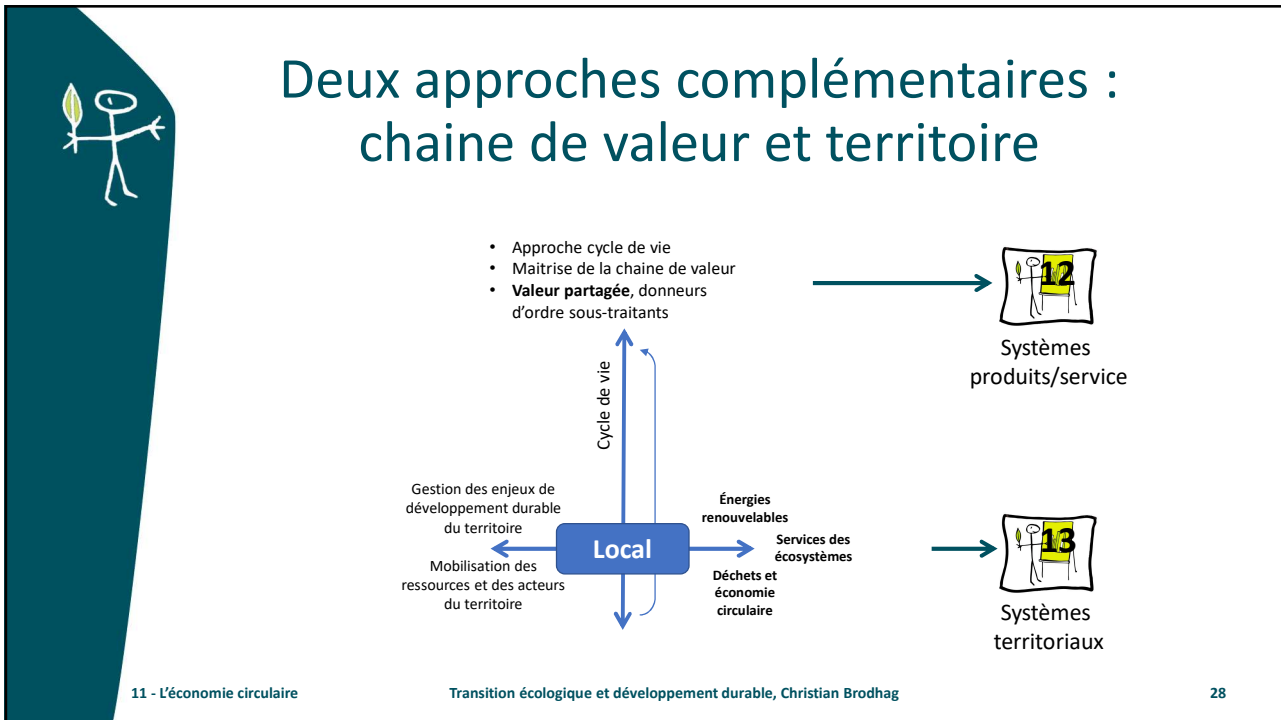 Deux approches complémentaires :
chaine de valeur et territoire
• Approche cycle de vie
• Maitrise de la chaine de valeur
• Valeur partagée, donneurs
d'ordre sous-traitants
12
Systèmes
produits/service
Cycle de vie
Gestion des enjeux de
développement durable
du territoire
Mobilisation des
ressources et des acteurs
du territoire
Local
Énergies
renouvelables
Services des
écosystèmes
Déchets et
économie
circulaire
13
Systèmes
territoriaux
11 - L’économie circulaire
Transition écologique et développement durable, Christian Brodhag
28